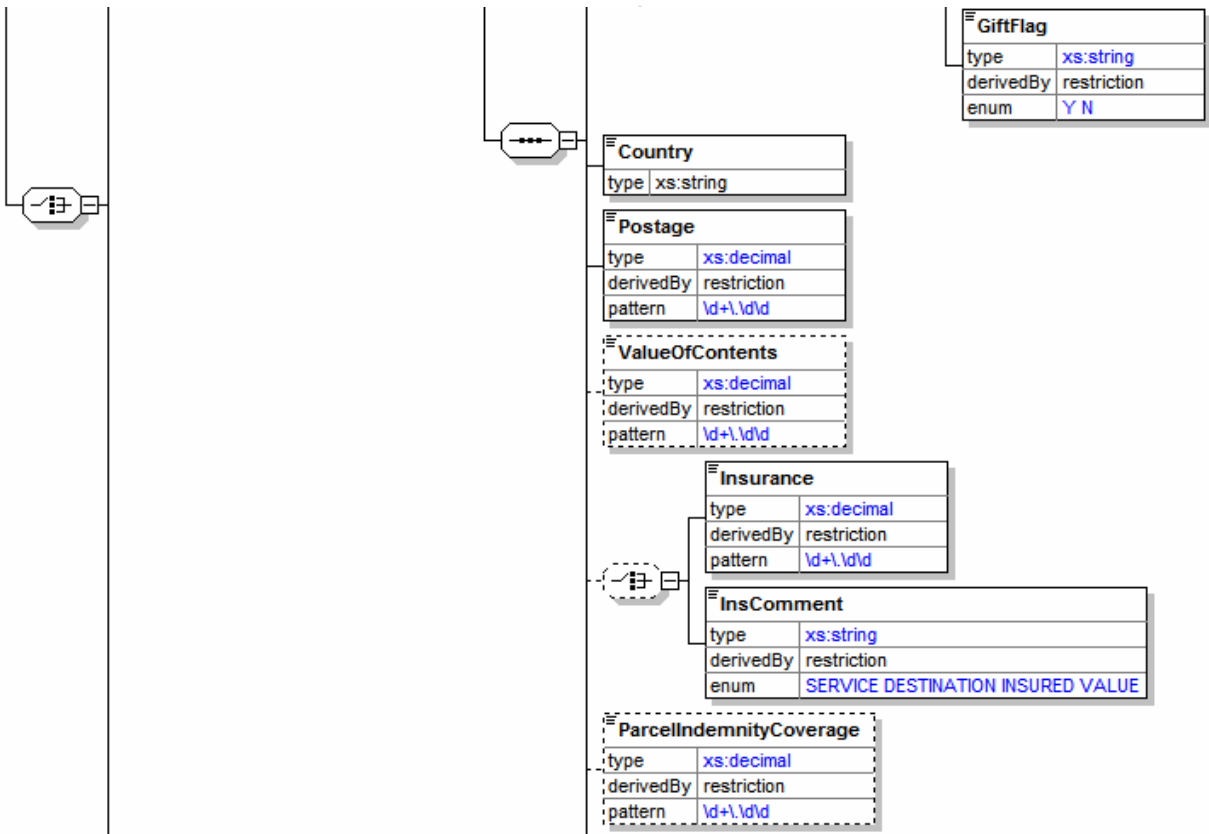 GiftFlag
type xs:string
derivedBy restriction
enum Y N
Country
type xs:string
Postage
type xs:decimal
derivedBy restriction
pattern \d+\.\d\d
ValueOfContents
type xs:decimal
derivedBy restriction
pattern \d+\.\d\d
Insurance
type xs:decimal
derivedBy restriction
pattern \d+\.\d\d
InsComment
type xs:string
derivedBy restriction
enum SERVICE DESTINATION INSURED VALUE
ParcelIndemnityCoverage
type xs:decimal
derivedBy restriction
pattern \d+\.\d\d